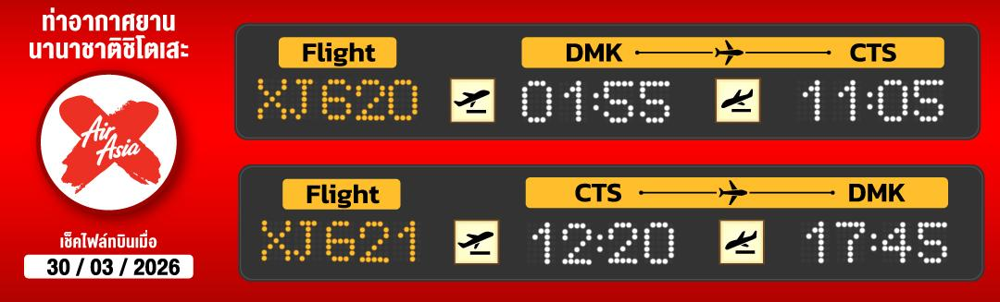 ท่าอากาศยาน
นานาชาติชิโตเสะ
Air
Asia
เช็คไฟล์ทบินเมื่อ
30 / 03 / 2026
Flight DMK CTS
XJ620 01:55 11:05
Flight CTS DMK
XJ621 12:20 17:45